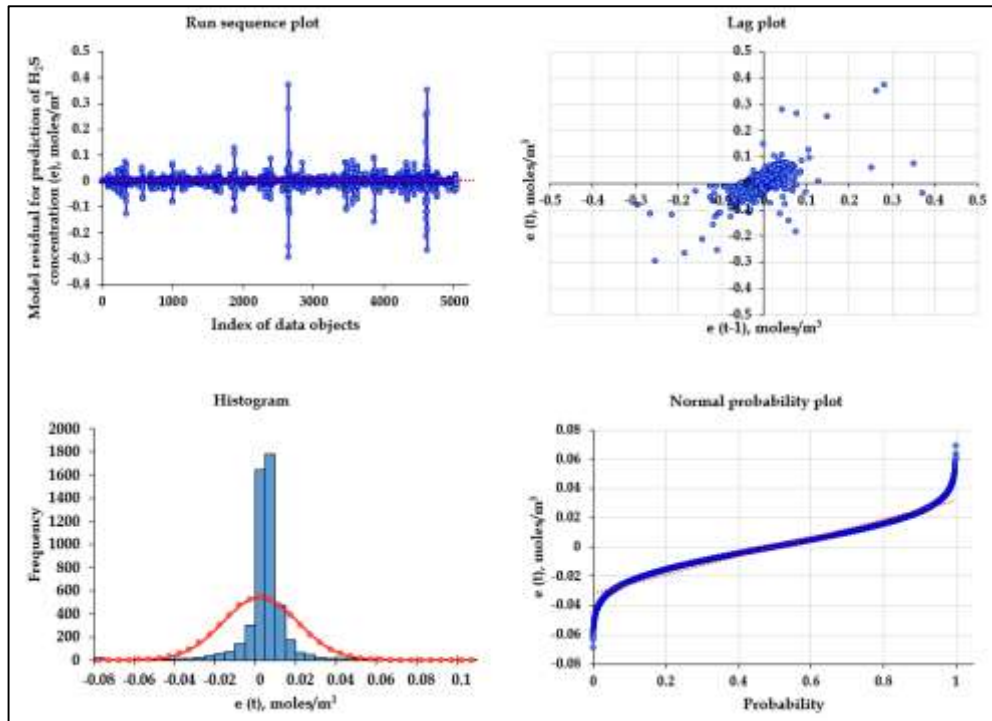 Run sequence plot
Model residual for prediction of H₂S
concentration (e), moles/m³
0.5
0.4
0.3
0.2
0.1
0
-0.1
-0.2
-0.3
-0.4
0 1000 2000 3000 4000 5000
Index of data objects
Lag plot
e (t), moles/m³
0.5
0.4
0.3
0.2
0.1
0
-0.1
-0.2
-0.3
-0.4
-0.5
-0.5 -0.4 -0.3 -0.2 -0.1 0 0.1 0.2 0.3 0.4 0.5
e (t-1), moles/m³
Histogram
Frequency
2000
1800
1600
1400
1200
1000
800
600
400
200
0
-0.08 -0.06 -0.04 -0.02 0 0.02 0.04 0.06 0.08 0.1
e (t), moles/m³
Normal probability plot
e (t), moles/m³
0.08
0.06
0.04
0.02
0
-0.02
-0.04
-0.06
-0.08
0 0.2 0.4 0.6 0.8 1
Probability